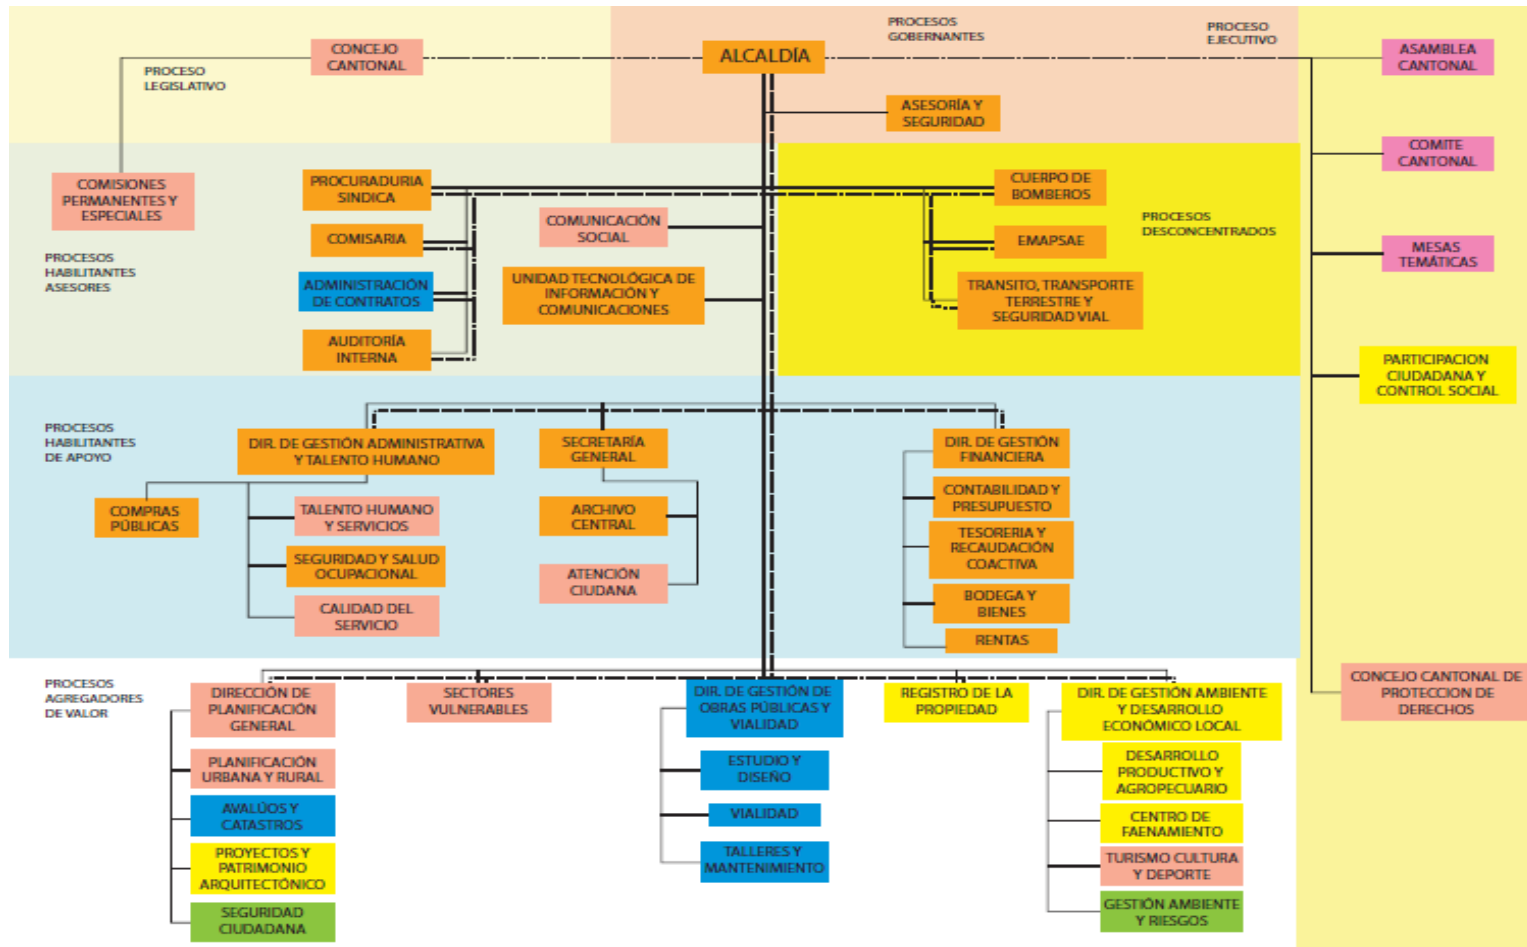 PROCESOS
GOBERNANTES
PROCESO
EJECUTIVO
CONCEJO
CANTONAL
ALCALDÍA
ASAMBLEA
CANTONAL
PROCESO
LEGISLATIVO
ASESORÍA Y
SEGURIDAD
COMITE
CANTONAL
COMISIONES
PERMANENTES Y
ESPECIALES
PROCURADURIA
SINDICA
CUERPO DE
BOMBEROS
COMUNICACIÓN
SOCIAL
PROCESOS
DESCONCENTRADOS
COMISARIA
EMAPSAE
MESAS
TEMÁTICAS
PROCESOS
HABILITANTES
ASESORES
ADMINISTRACIÓN
DE CONTRATOS
UNIDAD TECNOLÓGICA DE
INFORMACIÓN Y
COMUNICACIONES
TRANSITO, TRANSPORTE
TERRESTRE Y
SEGURIDAD VIAL
AUDITORÍA
INTERNA
PARTICIPACION
CIUDADANA Y
CONTROL SOCIAL
PROCESOS
HABILITANTES
DE APOYO
DIR. DE GESTIÓN ADMINISTRATIVA
Y TALENTO HUMANO
SECRETARÍA
GENERAL
DIR. DE GESTIÓN
FINANCIERA
COMPRAS
PÚBLICAS
TALENTO HUMANO
Y SERVICIOS
ARCHIVO
CENTRAL
CONTABILIDAD Y
PRESUPUESTO
SEGURIDAD Y SALUD
OCUPACIONAL
TESORERIA Y
RECAUDACIÓN
COACTIVA
ATENCIÓN
CIUDANA
CALIDAD DEL
SERVICIO
BODEGA Y
BIENES
RENTAS
PROCESOS
AGREGADORES
DE VALOR
DIRECCIÓN DE
PLANIFICACIÓN
GENERAL
SECTORES
VULNERABLES
DIR. DE GESTIÓN DE
OBRAS PÚBLICAS Y
VIALIDAD
REGISTRO DE LA
PROPIEDAD
DIR. DE GESTIÓN AMBIENTE
Y DESARROLLO
ECONÓMICO LOCAL
CONCEJO CANTONAL DE
PROTECCION DE
DERECHOS
PLANIFICACIÓN
URBANA Y RURAL
ESTUDIO Y
DISEÑO
DESARROLLO
PRODUCTIVO Y
AGROPECUARIO
AVALÚOS Y
CATASTROS
VIALIDAD
CENTRO DE
FAENAMIENTO
PROYECTOS Y
PATRIMONIO
ARQUITECTÓNICO
TALLERES Y
MANTENIMIENTO
TURISMO CULTURA
Y DEPORTE
SEGURIDAD
CIUDADANA
GESTIÓN AMBIENTE
Y RIESGOS